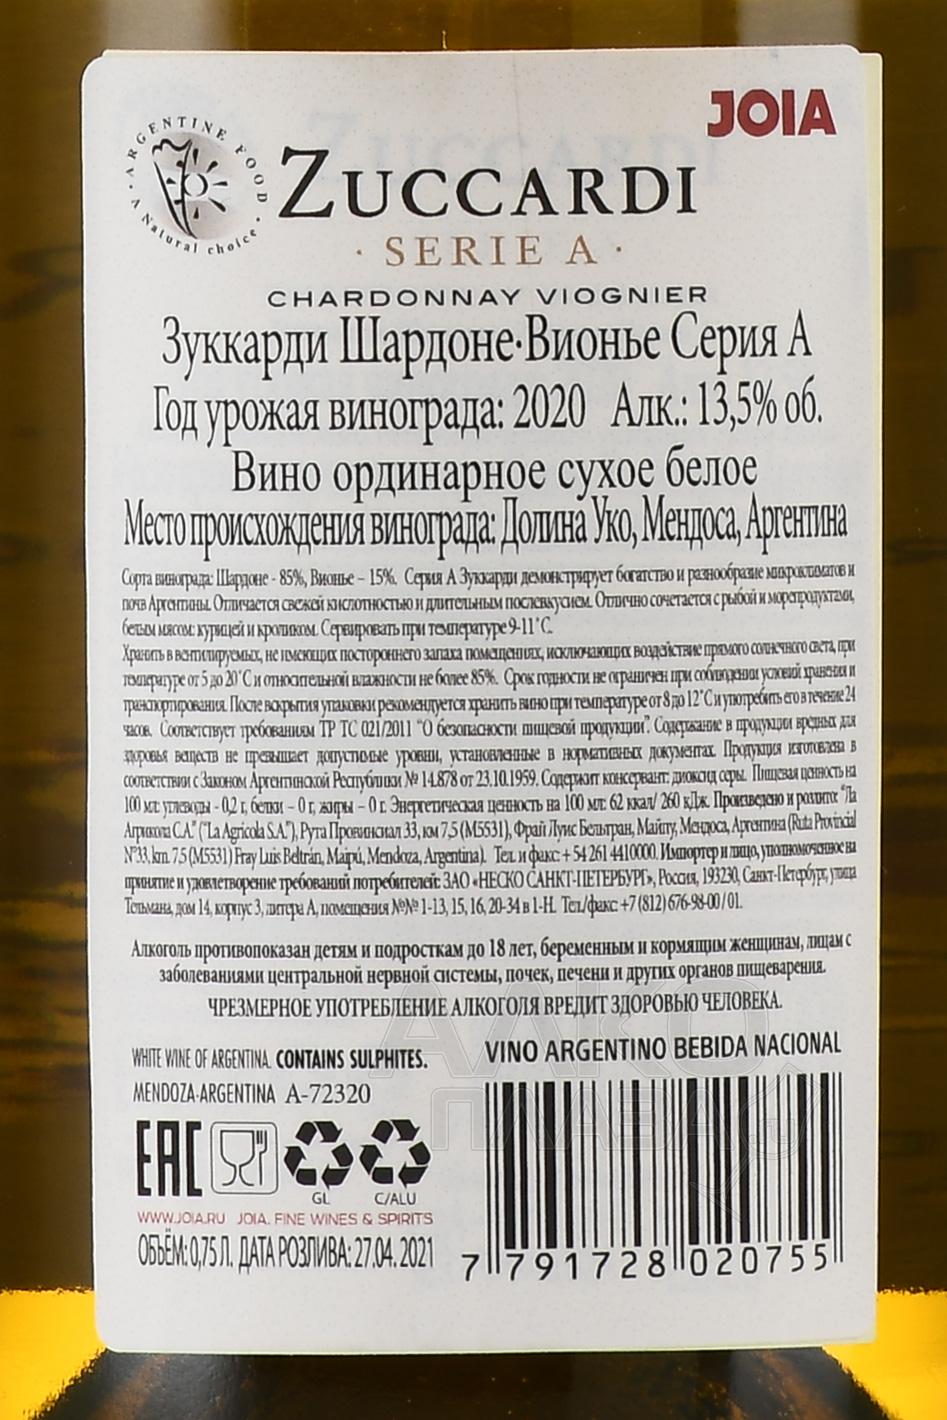 JOIA
ARGENTINE FOOD
A Natural choice
ZUCCARDI
· SERIE A ·
CHARDONNAY VIOGNIER
Зуккарди Шардоне·Вионье Серия А
Год урожая винограда: 2020 Алк.: 13,5% об.
Вино ординарное сухое белое
Место происхождения винограда: Долина Уко, Мендоса, Аргентина
Сорта винограда: Шардоне - 85%, Вионье – 15%. Серия А Зуккарди демонстрирует богатство и разнообразие микроклиматов и
почв Аргентины. Отличается свежей кислотностью и длительным послевкусием. Отлично сочетается с рыбой и морепродуктами,
белым мясом: курицей и кроликом. Сервировать при температуре 9-11˚С.
Хранить в вентилируемых, не имеющих постороннего запаха помещениях, исключающих воздействие прямого солнечного света, при
температуре от 5 до 20˚С и относительной влажности не более 85%. Срок годности не ограничен при соблюдении условий хранения и
транспортирования. После вскрытия упаковки рекомендуется хранить вино при температуре от 8 до 12˚С и употребить его в течение 24
часов. Соответствует требованиям ТР ТС 021/2011 "О безопасности пищевой продукции". Содержание в продукции вредных для
здоровья веществ не превышает допустимые уровни, установленные в нормативных документах. Продукция изготовлена в
соответствии с Законом Аргентинской Республики № 14.878 от 23.10.1959. Содержит консервант: диоксид серы. Пищевая ценность на
100 мл: углеводы - 0,2 г, белки – 0 г, жиры – 0 г. Энергетическая ценность на 100 мл: 62 ккал/ 260 кДж. Произведено и розлито: "Ла
Агрикола С.А." ("La Agricola S.A."), Рута Провинсиал 33, км 7,5 (М5531), Фрай Луис Бельтран, Майпу, Мендоса, Аргентина (Ruta Provincial
N°33, km. 7,5 (M5531) Fray Luis Beltrán, Maipú, Mendoza, Argentina). Тел. и факс: + 54 261 4410000. Импортер и лицо, уполномоченное на
принятие и удовлетворение требований потребителей: ЗАО «НЕСКО САНКТ-ПЕТЕРБУРГ», Россия, 193230, Санкт-Петербург, улица
Тельмана, дом 14, корпус 3, литера А, помещения №№ 1-13, 15, 16, 20-34 в 1-Н. Тел./факс: +7 (812) 676-98-00 / 01.
Алкоголь противопоказан детям и подросткам до 18 лет, беременным и кормящим женщинам, лицам с
заболеваниями центральной нервной системы, почек, печени и других органов пищеварения.
ЧРЕЗМЕРНОЕ УПОТРЕБЛЕНИЕ АЛКОГОЛЯ ВРЕДИТ ЗДОРОВЬЮ ЧЕЛОВЕКА.
WHITE WINE OF ARGENTINA. CONTAINS SULPHITES.
MENDOZA-ARGENTINA A-72320
VINO ARGENTINO BEBIDA NACIONAL
EAC
GL C/ALU
WWW.JOIA.RU JOIA. FINE WINES & SPIRITS
ОБЪЁМ: 0,75 Л. ДАТА РОЗЛИВА: 27.04. 2021
7 791728 020755
АЛКО
ПЛАЗА